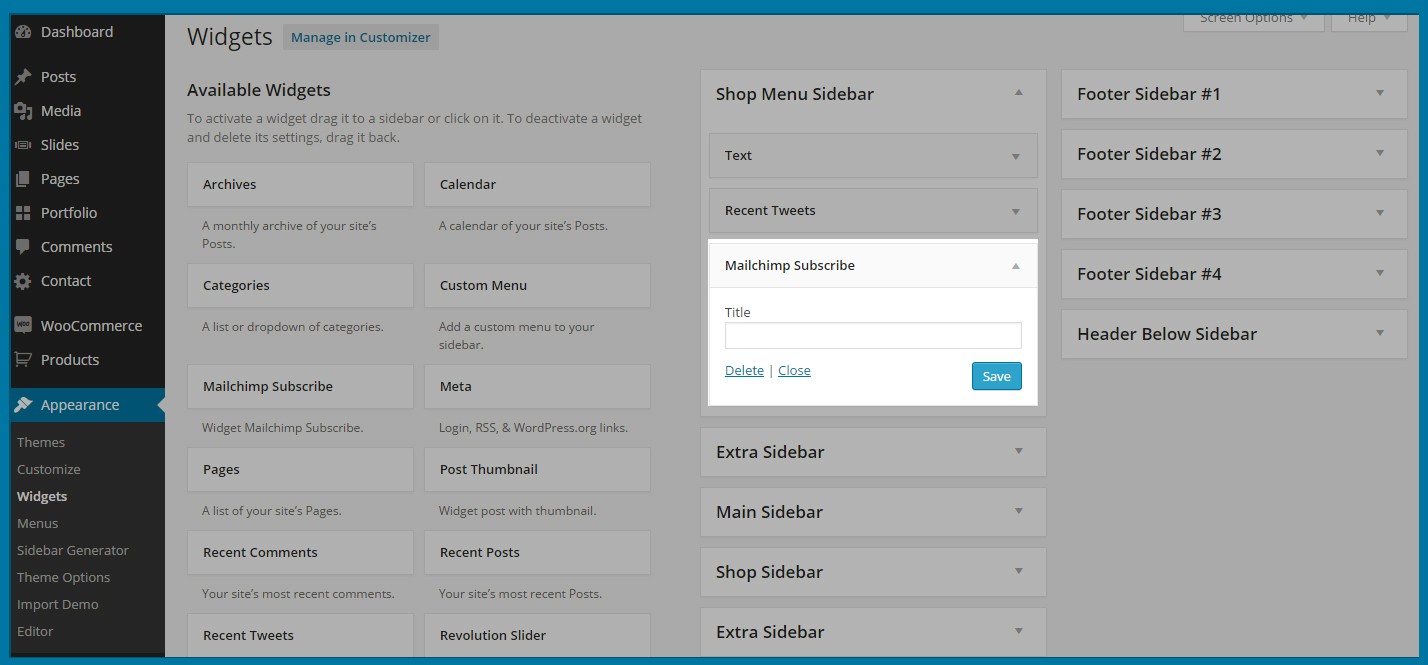 Dashboard
Posts
Media
Slides
Pages
Portfolio
Comments
Contact
WOO WooCommerce
Products
Appearance
Themes
Customize
Widgets
Menus
Sidebar Generator
Theme Options
Import Demo
Editor
Widgets Manage in Customizer
Screen Options Help
Available Widgets
To activate a widget drag it to a sidebar or click on it. To deactivate a widget
and delete its settings, drag it back.
Archives
A monthly archive of your site’s
Posts.
Calendar
A calendar of your site’s Posts.
Categories
A list or dropdown of categories.
Custom Menu
Add a custom menu to your
sidebar.
Mailchimp Subscribe
Widget Mailchimp Subscribe.
Meta
Login, RSS, & WordPress.org links.
Pages
A list of your site’s Pages.
Post Thumbnail
Widget post with thumbnail.
Recent Comments
Your site’s most recent comments.
Recent Posts
Your site’s most recent Posts.
Recent Tweets
Revolution Slider
Shop Menu Sidebar
Text
Recent Tweets
Mailchimp Subscribe
Title
Delete | Close
Save
Extra Sidebar
Main Sidebar
Shop Sidebar
Extra Sidebar
Footer Sidebar #1
Footer Sidebar #2
Footer Sidebar #3
Footer Sidebar #4
Header Below Sidebar